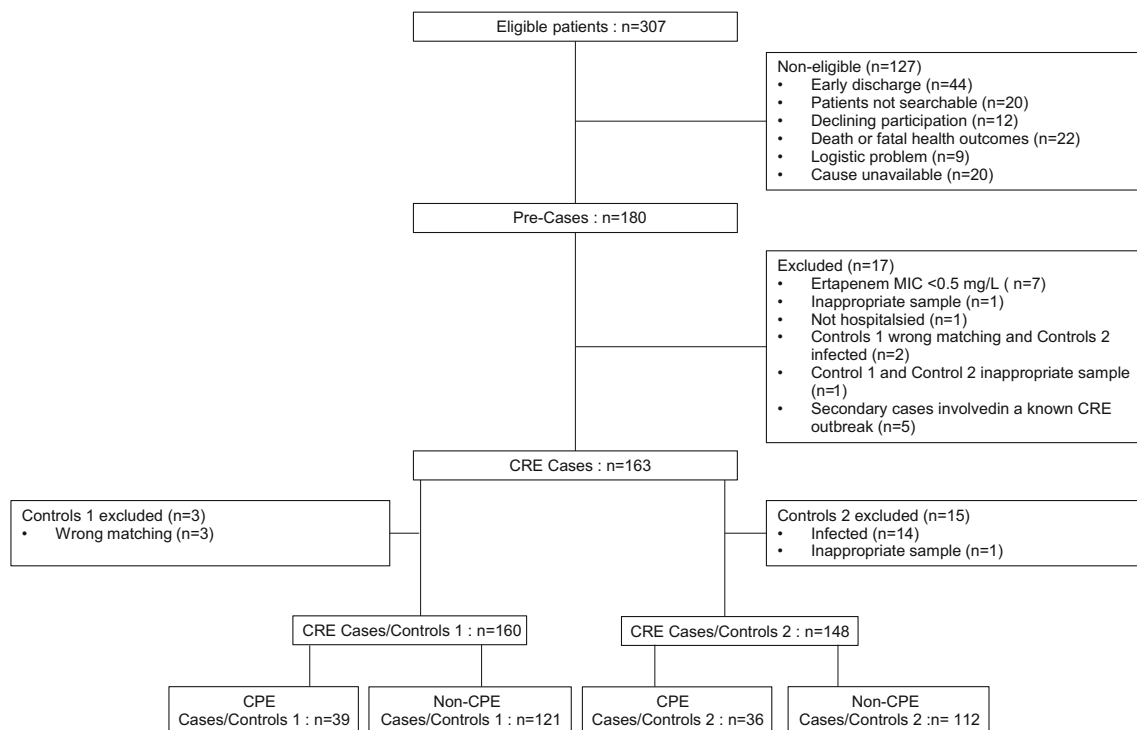 Eligible patients : n=307
Non-eligible (n=127)
• Early discharge (n=44)
• Patients not searchable (n=20)
• Declining participation (n=12)
• Death or fatal health outcomes (n=22)
• Logistic problem (n=9)
• Cause unavailable (n=20)
Pre-Cases : n=180
Excluded (n=17)
• Ertapenem MIC <0.5 mg/L ( n=7)
• Inappropriate sample (n=1)
• Not hospitalsied (n=1)
• Controls 1 wrong matching and Controls 2
infected (n=2)
• Control 1 and Control 2 inappropriate sample
(n=1)
• Secondary cases involvedin a known CRE
outbreak (n=5)
CRE Cases : n=163
Controls 1 excluded (n=3)
• Wrong matching (n=3)
Controls 2 excluded (n=15)
• Infected (n=14)
• Inappropriate sample (n=1)
CRE Cases/Controls 1 : n=160
CRE Cases/Controls 2 : n=148
CPE
Cases/Controls 1 : n=39
Non-CPE
Cases/Controls 1 : n=121
CPE
Cases/Controls 2 : n=36
Non-CPE
Cases/Controls 2 :n= 112